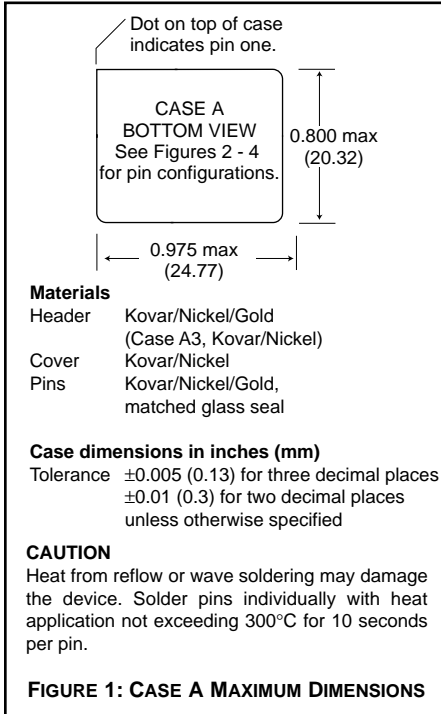 Dot on top of case
indicates pin one.
CASE A
BOTTOM VIEW
See Figures 2 - 4
for pin configurations.
0.800 max
(20.32)
0.975 max
(24.77)
Materials
Header Kovar/Nickel/Gold
(Case A3, Kovar/Nickel)
Cover Kovar/Nickel
Pins Kovar/Nickel/Gold,
matched glass seal
Case dimensions in inches (mm)
Tolerance ±0.005 (0.13) for three decimal places
±0.01 (0.3) for two decimal places
unless otherwise specified
CAUTION
Heat from reflow or wave soldering may damage
the device. Solder pins individually with heat
application not exceeding 300°C for 10 seconds
per pin.
FIGURE 1: CASE A MAXIMUM DIMENSIONS